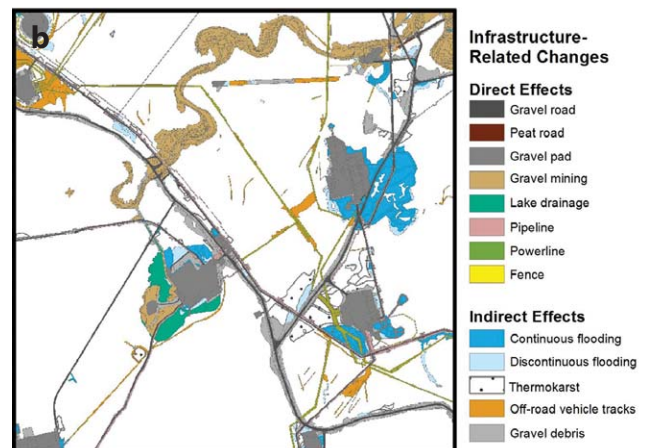 b
Infrastructure-
Related Changes
Direct Effects
Gravel road
Peat road
Gravel pad
Gravel mining
Lake drainage
Pipeline
Powerline
Fence
Indirect Effects
Continuous flooding
Discontinuous flooding
Thermokarst
Off-road vehicle tracks
Gravel debris